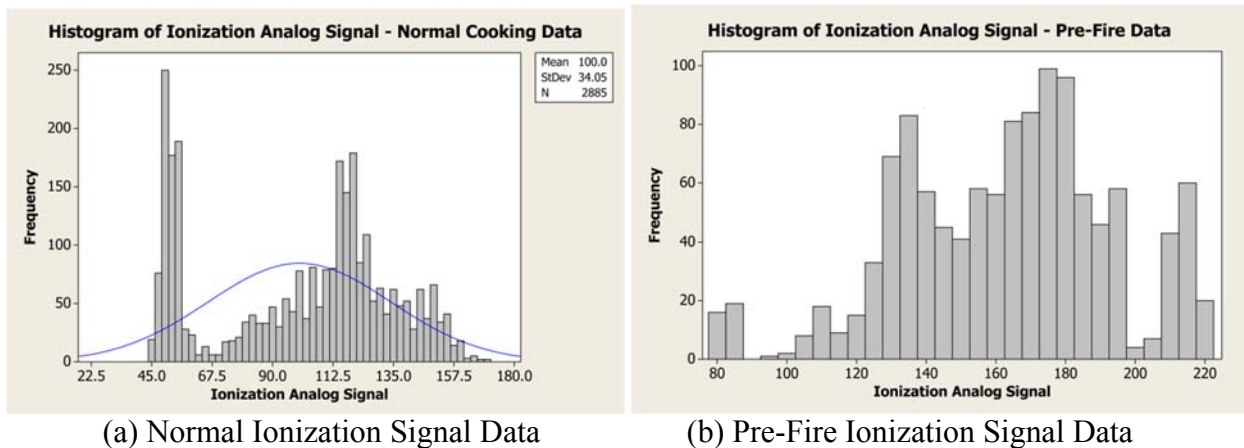 Histogram of Ionization Analog Signal - Normal Cooking Data
Mean 100.0
StDev 34.05
N 2885
250
200
150
100
50
0
Frequency
22.5 45.0 67.5 90.0 112.5 135.0 157.5 180.0
Ionization Analog Signal
(a) Normal Ionization Signal Data
Histogram of Ionization Analog Signal - Pre-Fire Data
100
80
60
40
20
0
Frequency
80 100 120 140 160 180 200 220
Ionization Analog Signal
(b) Pre-Fire Ionization Signal Data